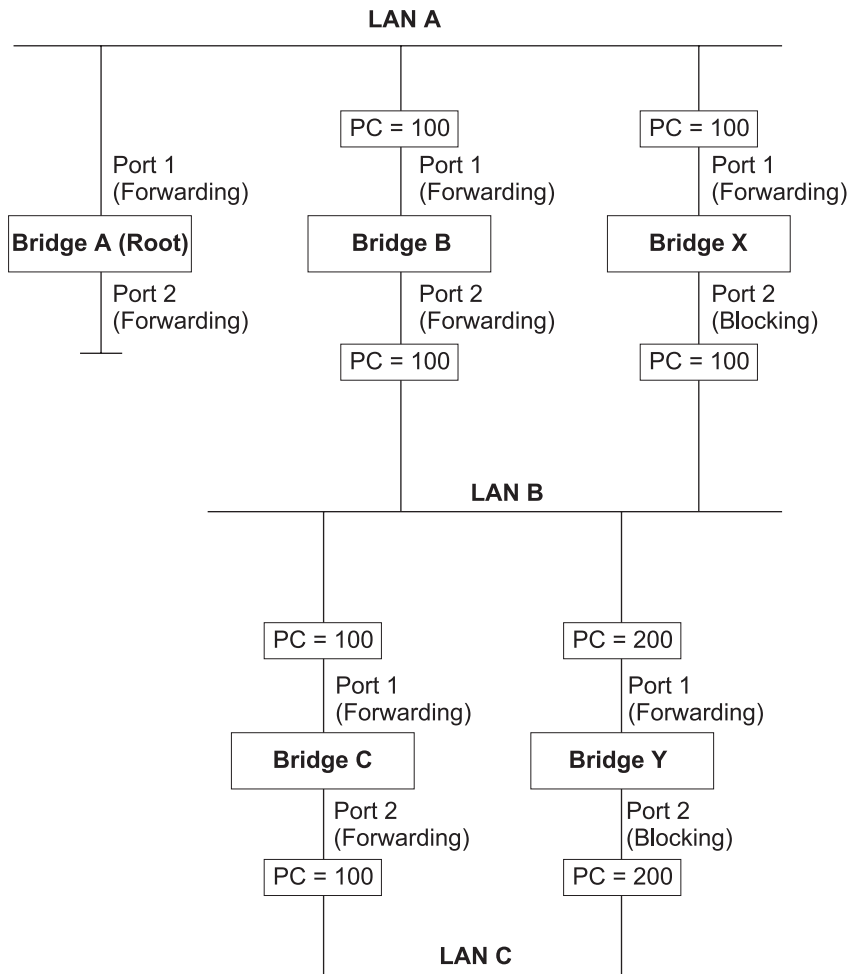 LAN A
PC = 100
PC = 100
Port 1
(Forwarding)
Port 1
(Forwarding)
Port 1
(Forwarding)
Bridge A (Root)
Bridge B
Bridge X
Port 2
(Forwarding)
Port 2
(Forwarding)
Port 2
(Blocking)
PC = 100
PC = 100
LAN B
PC = 100
PC = 200
Port 1
(Forwarding)
Port 1
(Forwarding)
Bridge C
Bridge Y
Port 2
(Forwarding)
Port 2
(Blocking)
PC = 100
PC = 200
LAN C